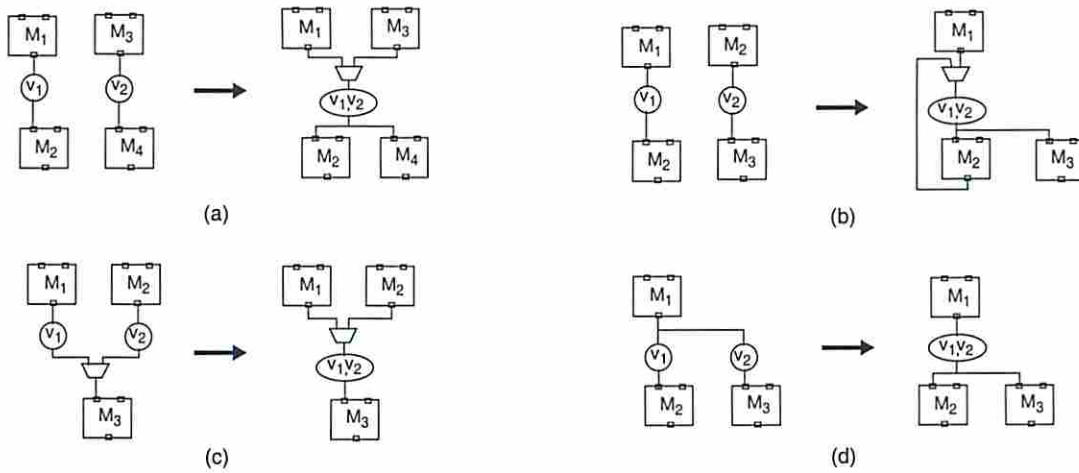 M₁ M₃ M₁ M₃
v₁ v₂ v₁,v₂
M₂ M₄ M₂ M₄
(a)
M₁ M₂ M₁
v₁ v₂ v₁,v₂
M₂ M₃ M₂ M₃
(b)
M₁ M₂ M₁ M₂
v₁ v₂ v₁,v₂
M₃ M₃
(c)
M₁ M₁
v₁ v₂ v₁,v₂
M₂ M₃ M₂ M₃
(d)